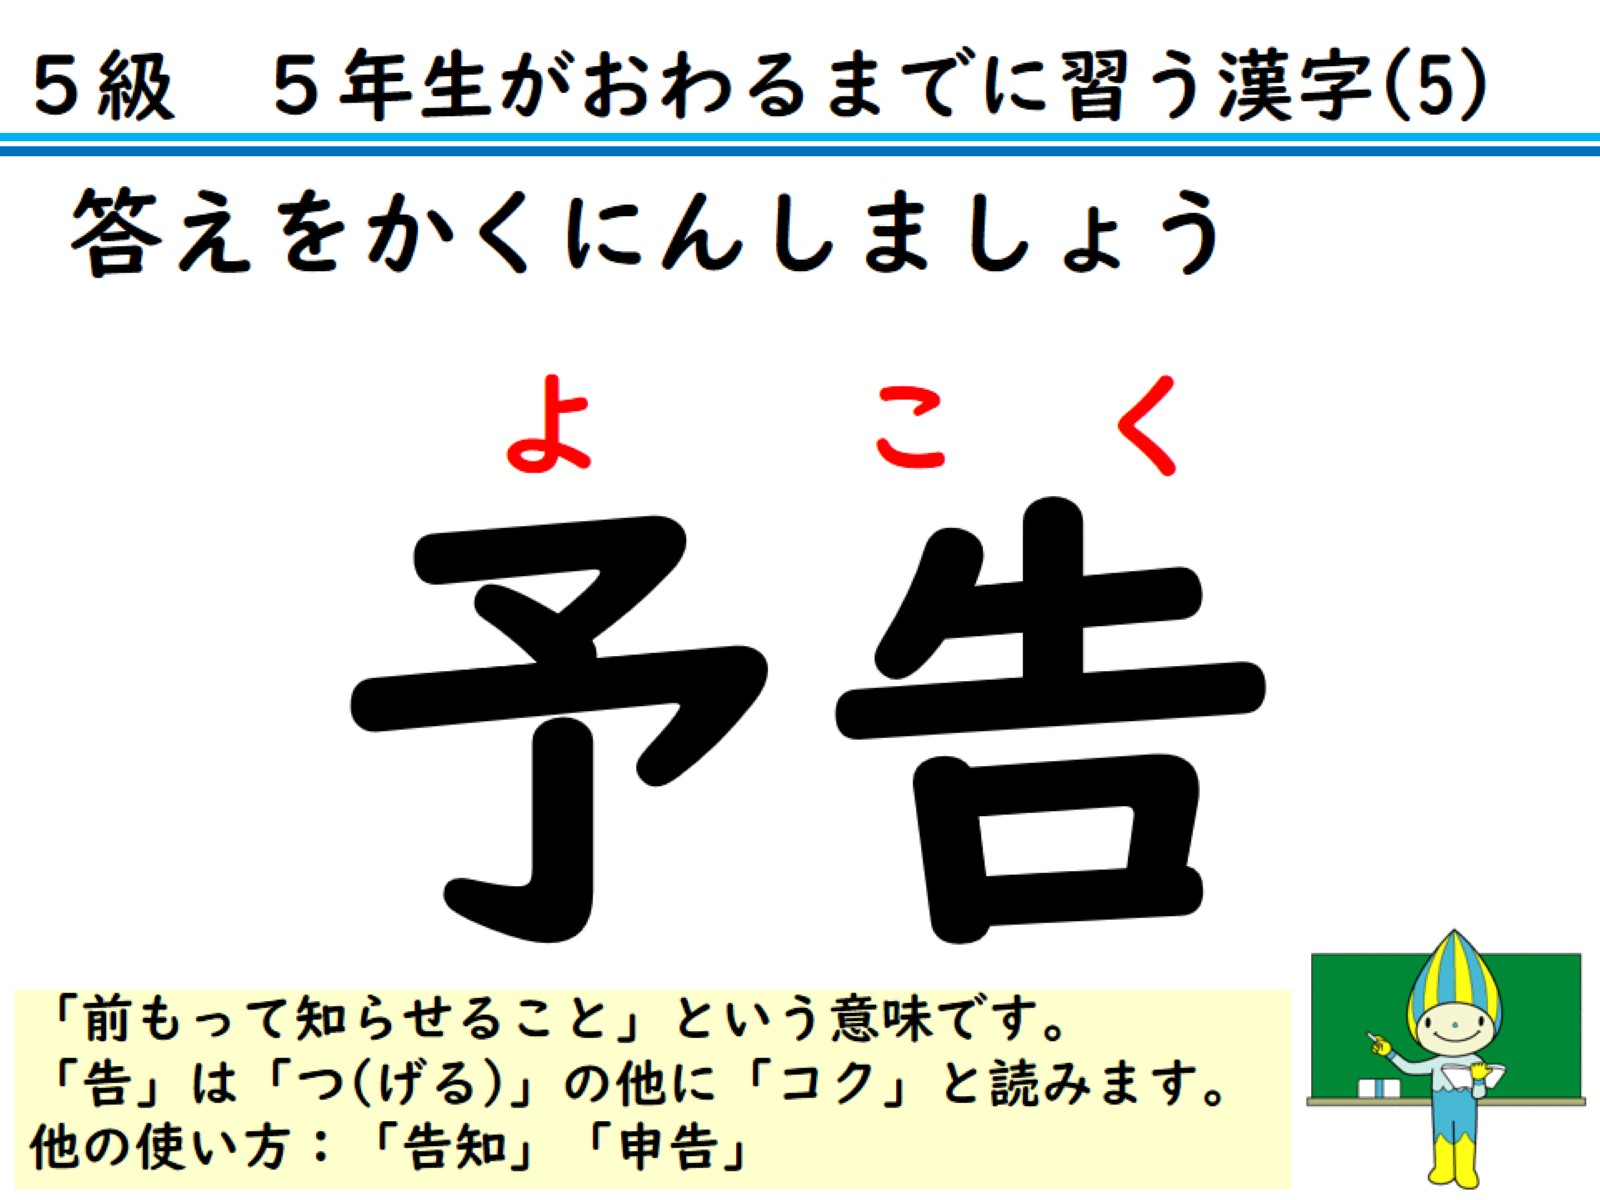 ５級　５年生がおわるまでに習う漢字(5)
答えをかくにんしましょう
よ　こ　く
予告
「前もって知らせること」という意味です。
「告」は「つ(げる)」の他に「コク」と読みます。
他の使い方：「告知」「申告」